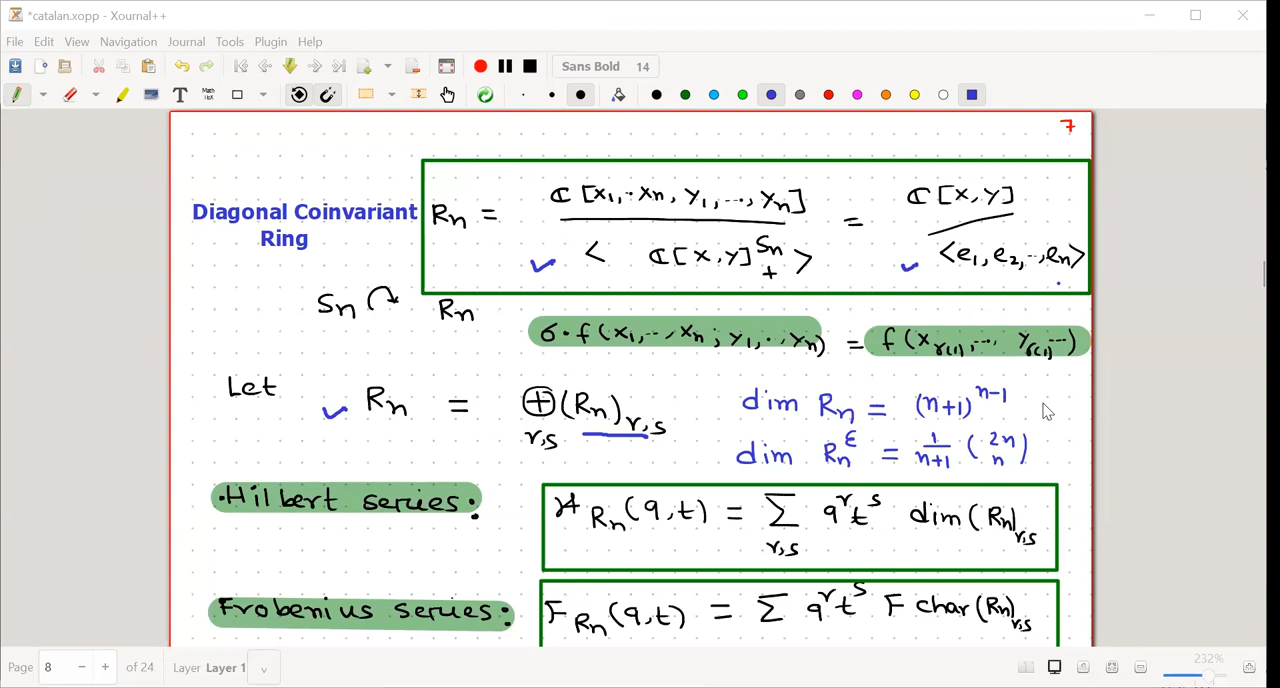 *catalan.xopp - Xournal++
File Edit View Navigation Journal Tools Plugin Help
Sans Bold 14
7
Diagonal Coinvariant Ring
Rn = ℂ[x1,..xn, y1,..,yn] / < ℂ[x,y]^Sn_+ > = ℂ[x,y] / <e1,e2,..,en>
Sn ↷ Rn
σ·f(x1,..,xn; y1,..,yn) = f(xσ(1),..., yσ(1)...)
Let Rn = ⊕_{r,s} (Rn)_{r,s}
dim Rn = (n+1)^{n-1}
dim Rn^ε = 1/(n+1) (2n n)
·Hilbert series: H_Rn(q,t) = Σ_{r,s} q^r t^s dim(Rn)_{r,s}
Frobenius series: F_Rn(q,t) = Σ q^r t^s F char(Rn)_{r,s}
Page 8 − + of 24 Layer Layer 1
232%